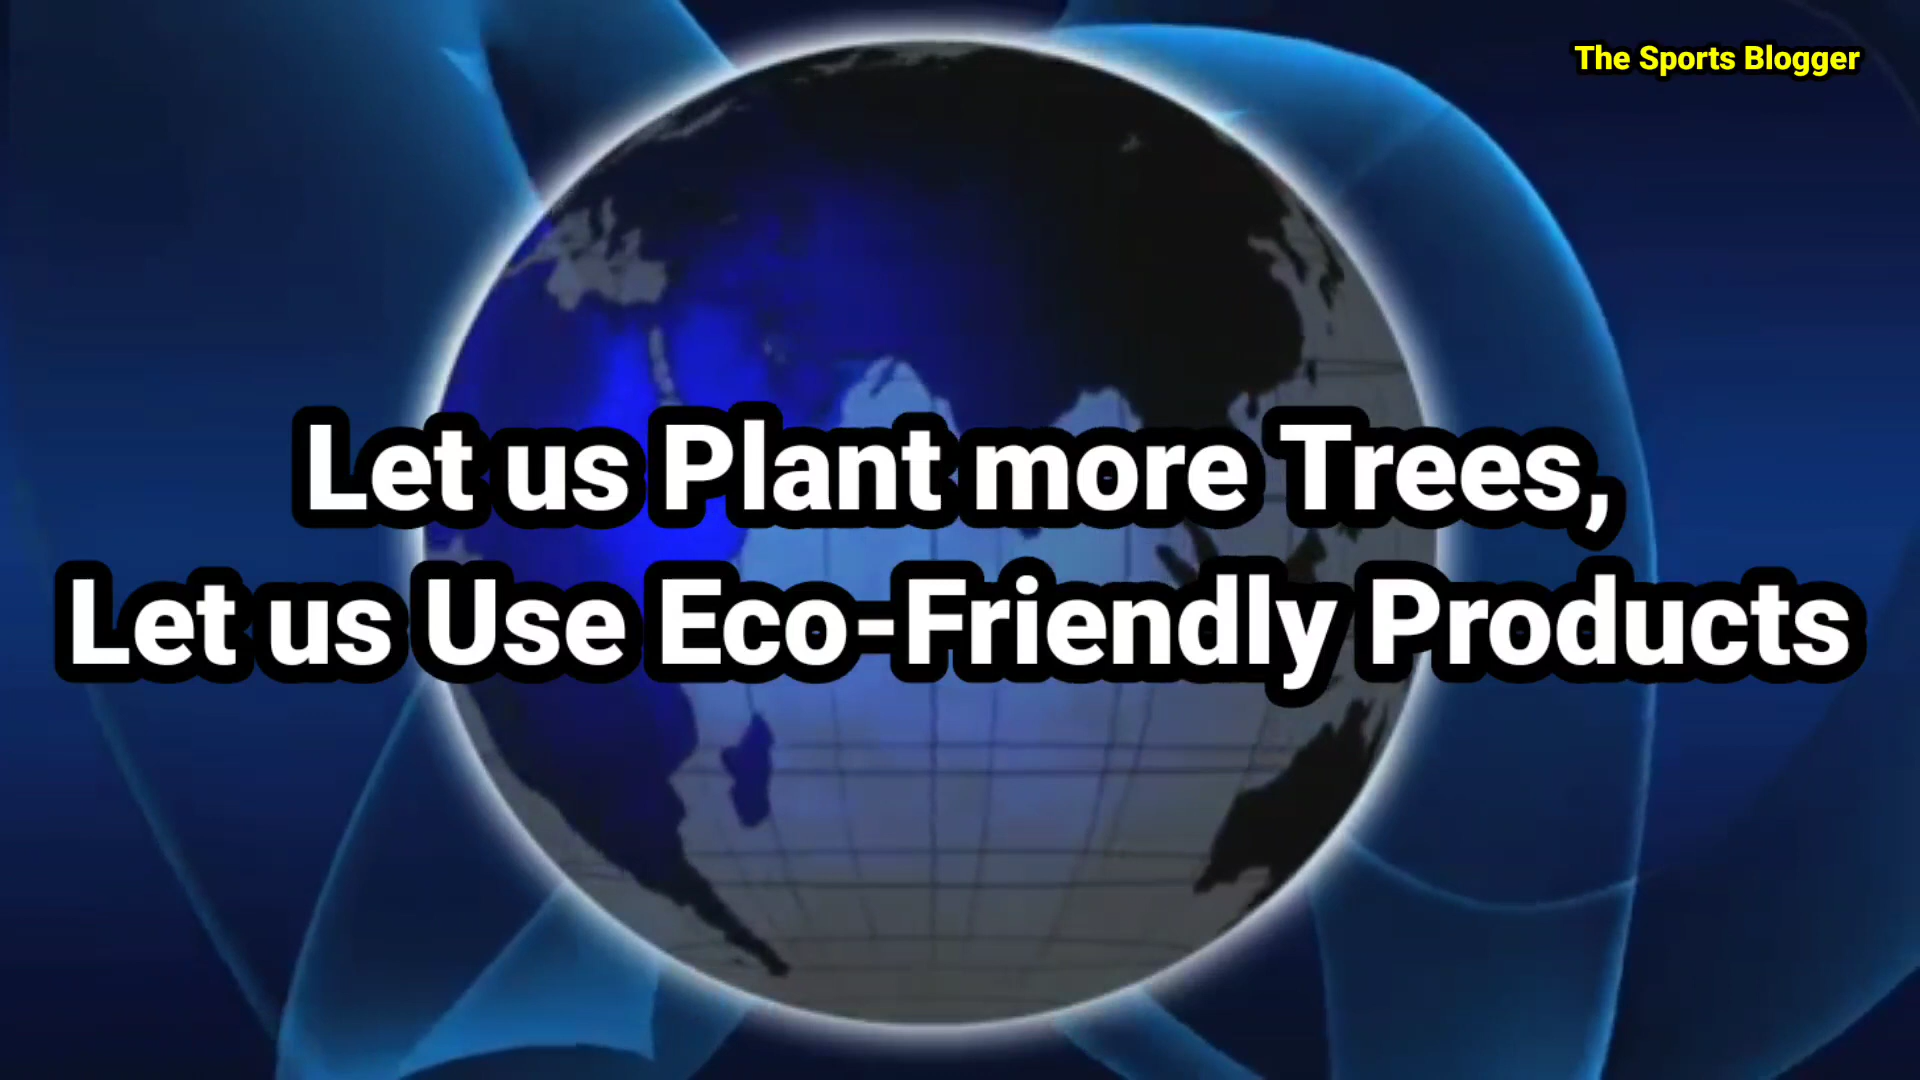 The Sports Blogger
Let us Plant more Trees,
Let us Use Eco-Friendly Products